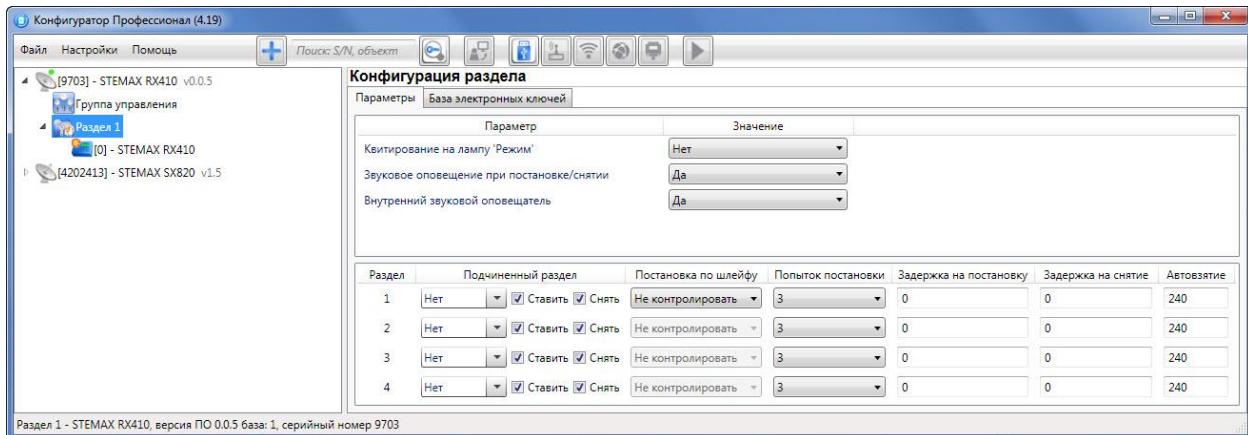 Конфигуратор Профессионал (4.19)
Файл Настройки Помощь Поиск: S/N, объект
[9703] - STEMAX RX410 v0.0.5
Группа управления
Раздел 1
[0] - STEMAX RX410
[4202413] - STEMAX SX820 v1.5
Конфигурация раздела
Параметры База электронных ключей
Параметр Значение
Квитирование на лампу 'Режим' Нет
Звуковое оповещение при постановке/снятии Да
Внутренний звуковой оповещатель Да
Раздел Подчиненный раздел Постановка по шлейфу Попыток постановки Задержка на постановку Задержка на снятие Автовзятие
1 Нет Ставить Снять Не контролировать 3 0 0 240
2 Нет Ставить Снять Не контролировать 3 0 0 240
3 Нет Ставить Снять Не контролировать 3 0 0 240
4 Нет Ставить Снять Не контролировать 3 0 0 240
Раздел 1 - STEMAX RX410, версия ПО 0.0.5 база: 1, серийный номер 9703